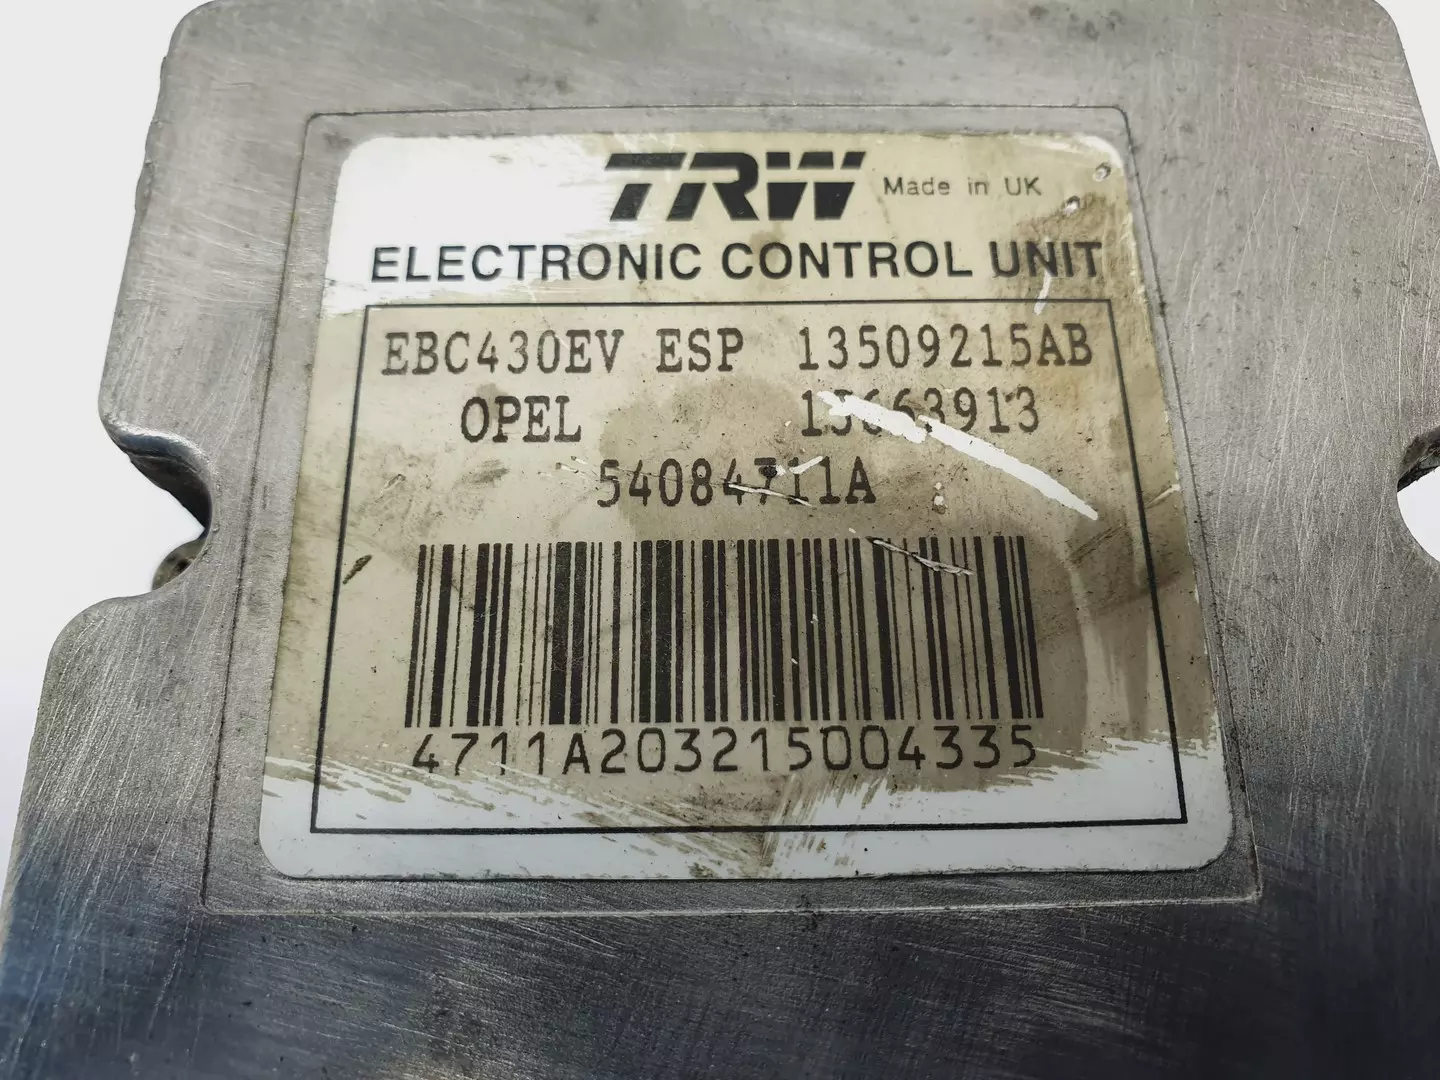 TRW Made in UK
ELECTRONIC CONTROL UNIT
EBC430EV ESP 13509215AB
OPEL
54084711A
4711A203215004335